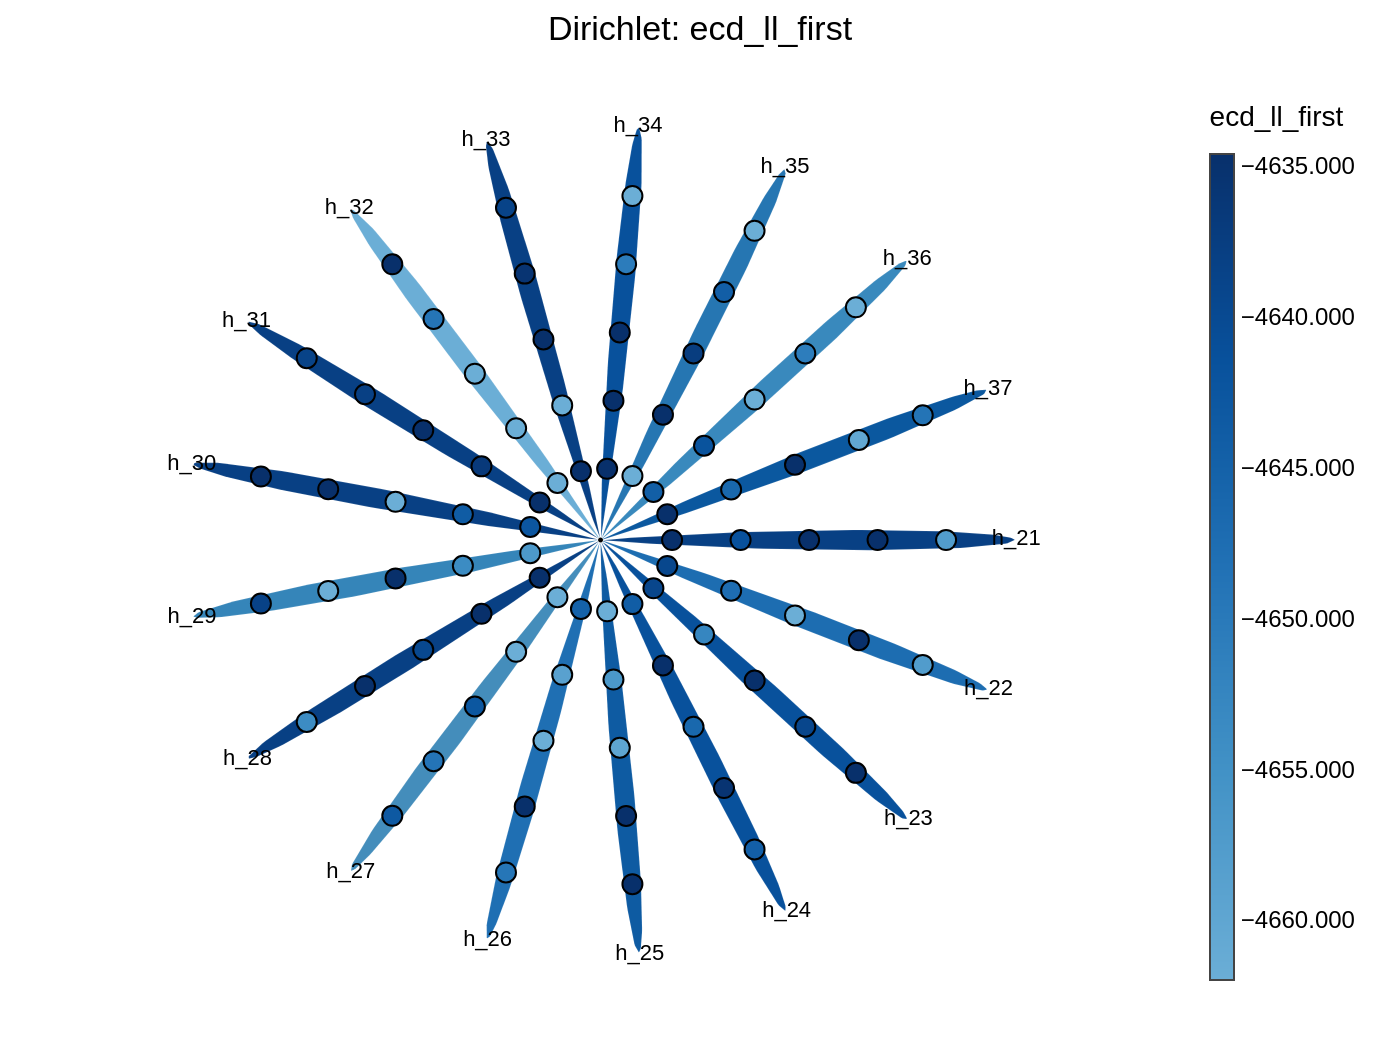 Dirichlet: ecd_ll_first
ecd_ll_first
−4635.000
−4640.000
−4645.000
−4650.000
−4655.000
−4660.000
h_34
h_33
h_35
h_32
h_36
h_31
h_37
h_30
h_21
h_29
h_22
h_28
h_23
h_27
h_24
h_26
h_25